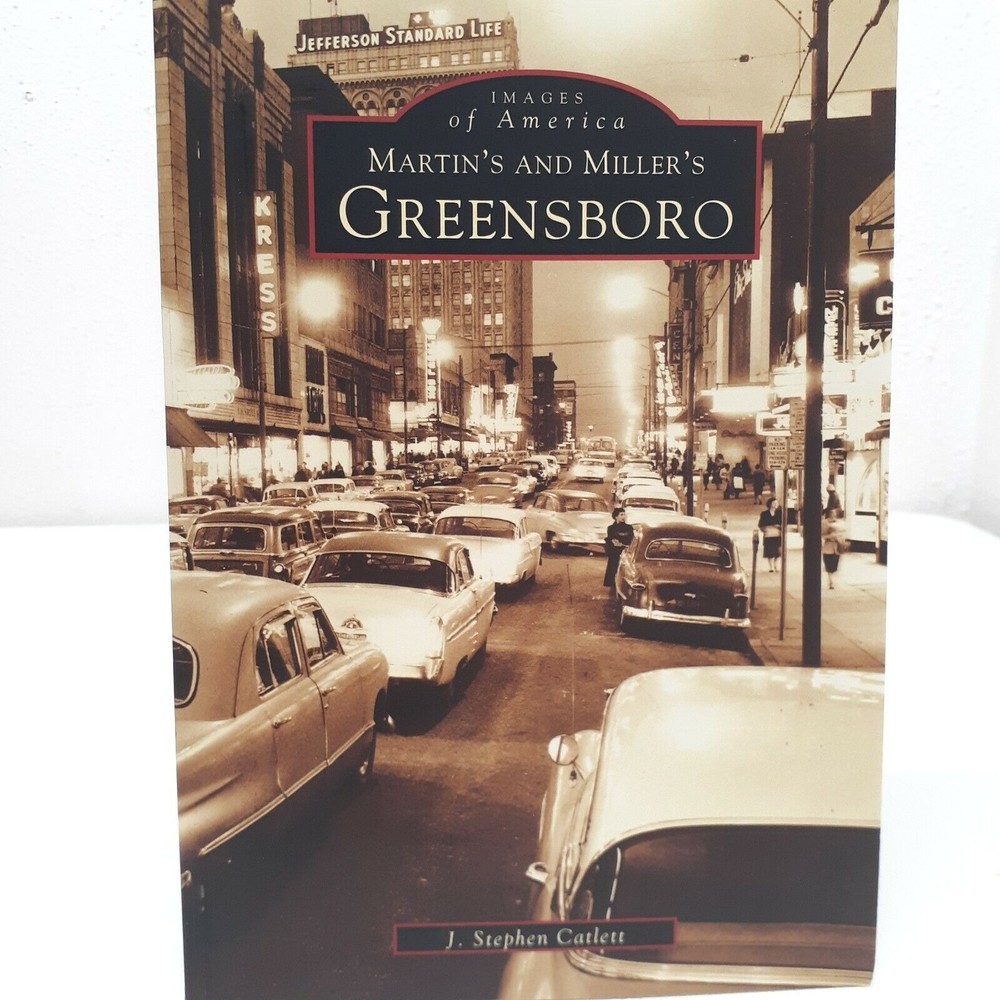 JEFFERSON STANDARD LIFE
IMAGES
of America
MARTIN'S AND MILLER'S
GREENSBORO
KRESS
J. Stephen Catlett